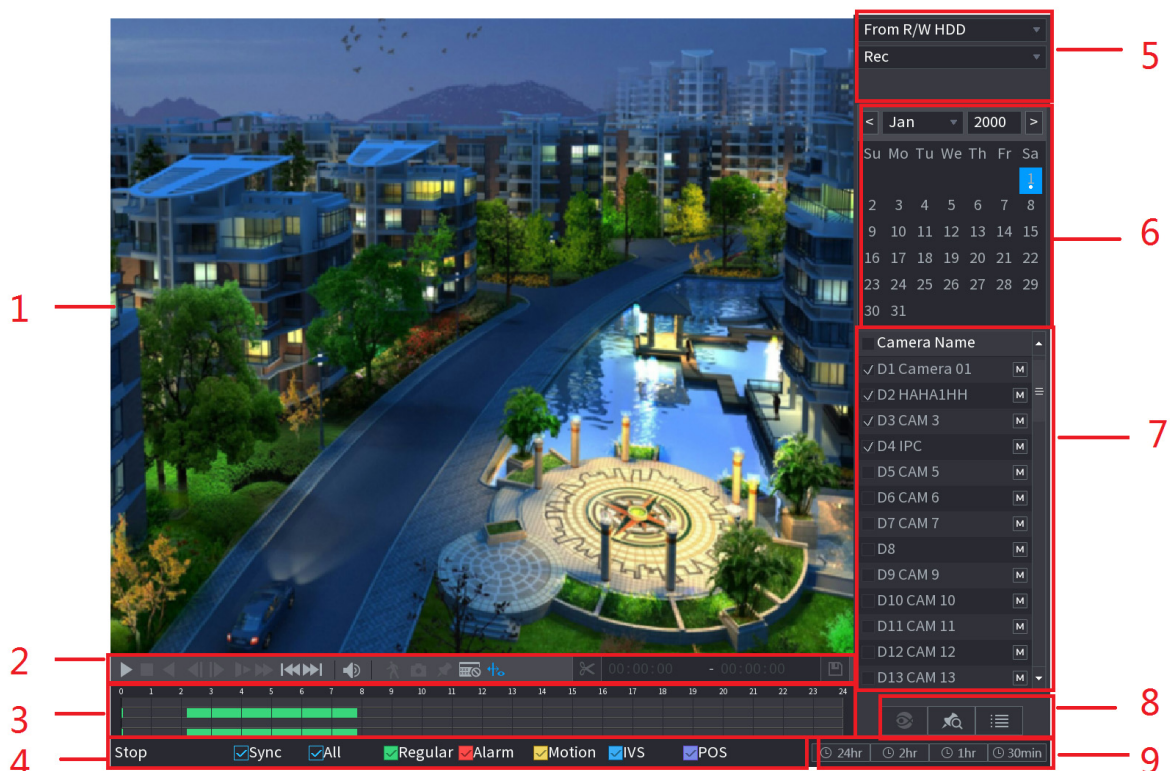 From R/W HDD
Rec
5
< Jan 2000 >
Su Mo Tu We Th Fr Sa
1
2 3 4 5 6 7 8
9 10 11 12 13 14 15
16 17 18 19 20 21 22
23 24 25 26 27 28 29
30 31
6
1
Camera Name
D1 Camera 01 M
D2 HAHA1HH M
D3 CAM 3 M
D4 IPC M
D5 CAM 5 M
D6 CAM 6 M
D7 CAM 7 M
D8 M
D9 CAM 9 M
D10 CAM 10 M
D11 CAM 11 M
D12 CAM 12 M
D13 CAM 13 M
7
2
00:00:00 - 00:00:00
3
0 1 2 3 4 5 6 7 8 9 10 11 12 13 14 15 16 17 18 19 20 21 22 23 24
8
4
Stop Sync All Regular Alarm Motion IVS POS
24hr 2hr 1hr 30min
9